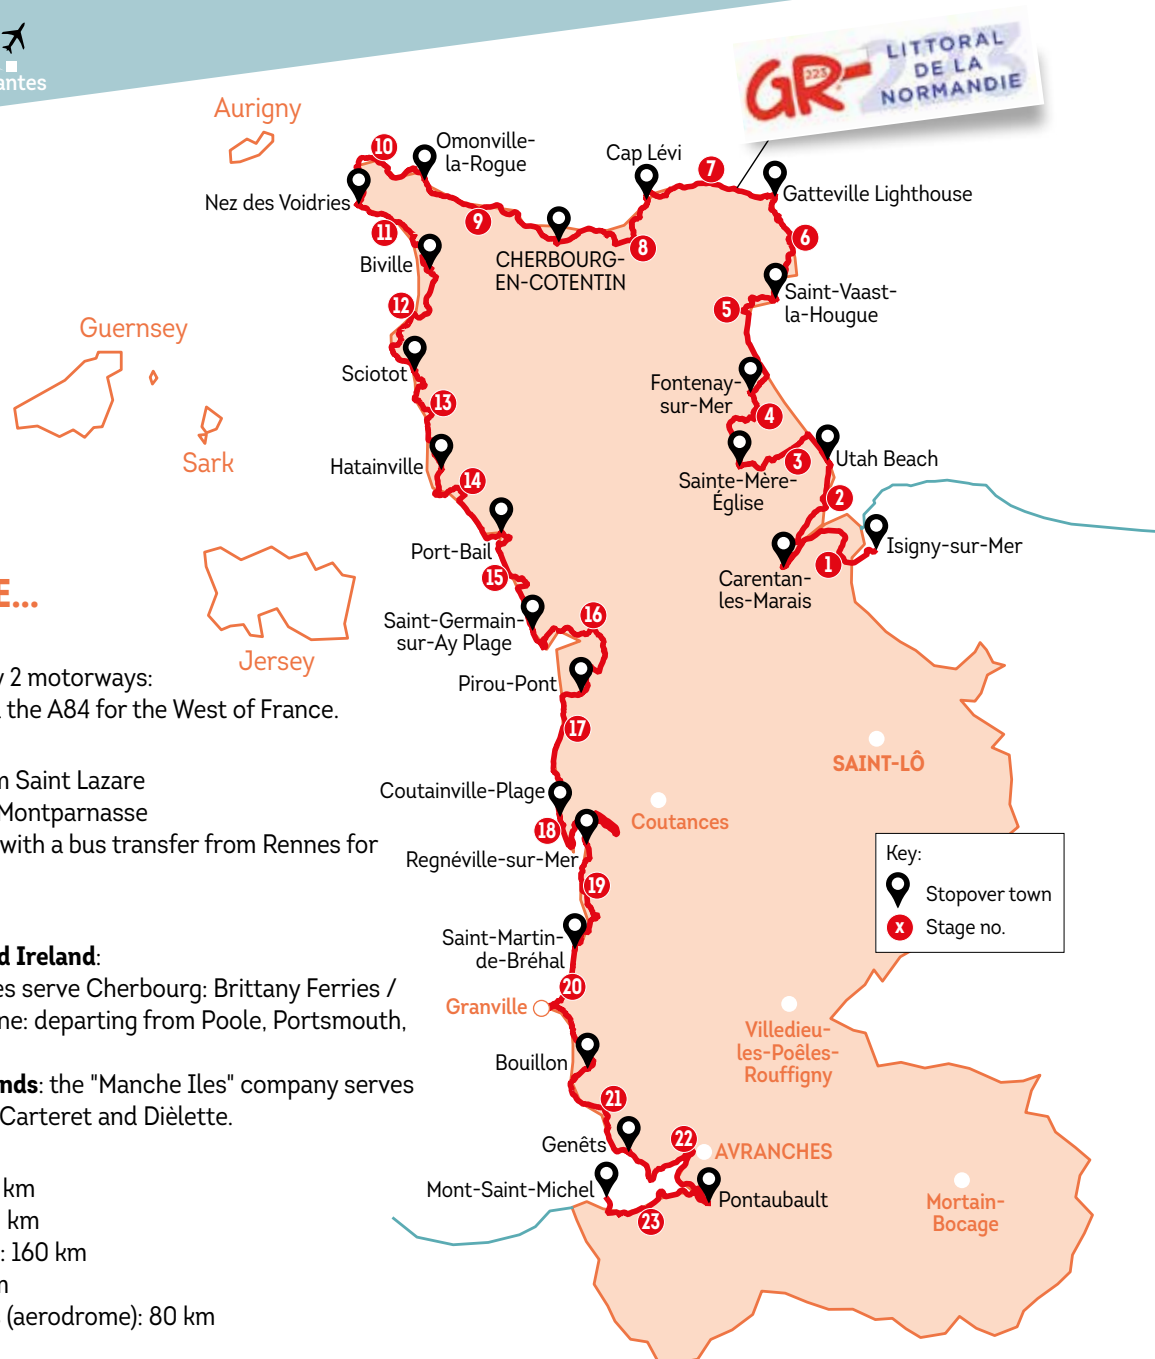 antes
GR
223
223
LITTORAL
DE LA
NORMANDIE
Aurigny
10
Omonville-
la-Rogue
Cap Lévi
7
Gatteville Lighthouse
Nez des Voidries
9
11
8
6
Biville
CHERBOURG-
EN-COTENTIN
12
5
Saint-Vaast-
la-Hougue
Guernsey
Sciotot
13
Fontenay-
sur-Mer
4
Sark
Hatainville
14
3
Utah Beach
Sainte-Mère-
Église
2
Port-Bail
Isigny-sur-Mer
15
1
Carentan-
les-Marais
E...
Saint-Germain-
sur-Ay Plage
16
Jersey
Pirou-Pont
y 2 motorways:
the A84 for the West of France.
17
SAINT-LÔ
Saint Lazare
Montparnasse
with a bus transfer from Rennes for
Coutainville-Plage
18
Coutances
Regnéville-sur-Mer
19
Key:
Stopover town
x
Stage no.
Saint-Martin-
de-Bréhal
d Ireland:
es serve Cherbourg: Brittany Ferries /
ne: departing from Poole, Portsmouth,
20
Granville
Villedieu-
les-Poêles-
Rouffigny
Bouillon
nds: the "Manche Iles" company serves
Carteret and Dièlette.
21
Genêts
22
AVRANCHES
Mont-Saint-Michel
Pontaubault
23
Mortain-
Bocage
km
km
: 160 km
m
(aerodrome): 80 km